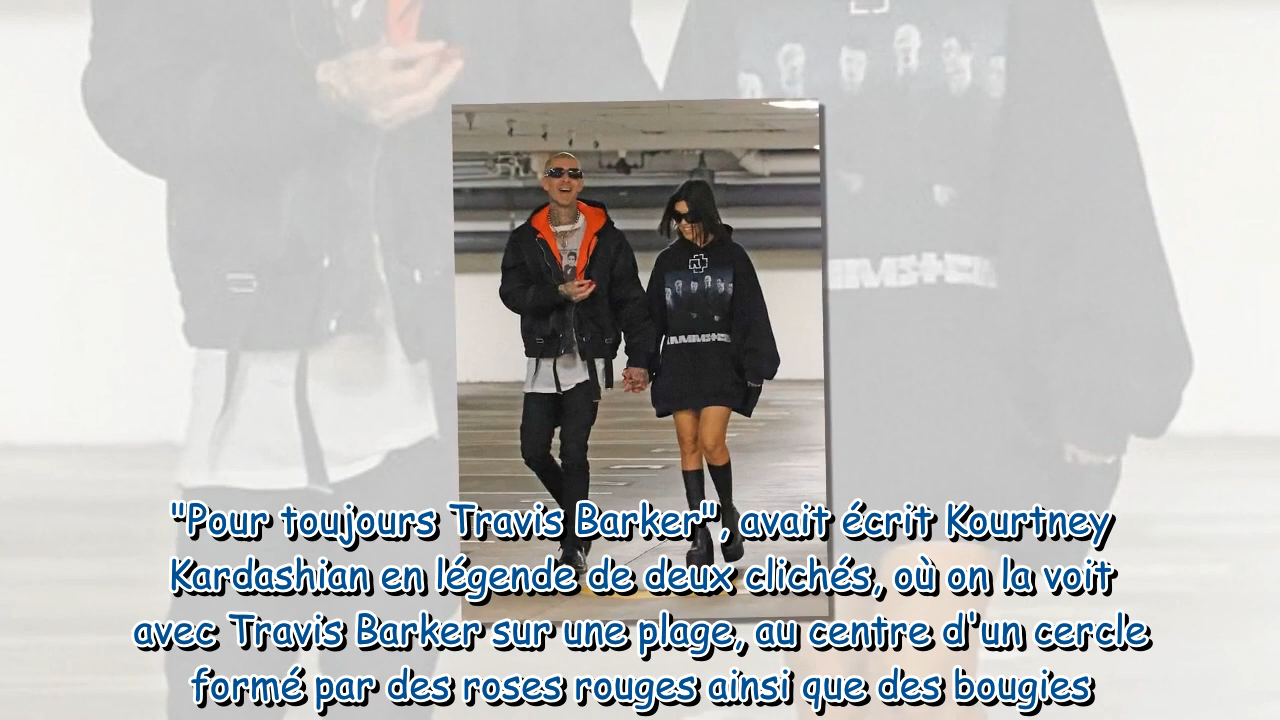 RAMMSTEIN
"Pour toujours Travis Barker", avait écrit Kourtney
Kardashian en légende de deux clichés, où on la voit
avec Travis Barker sur une plage, au centre d'un cercle
formé par des roses rouges ainsi que des bougies